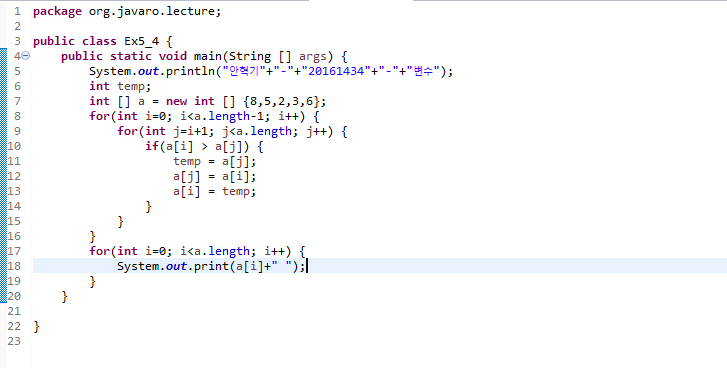 1 package org.javaro.lecture;
2
3 public class Ex5_4 {
4 public static void main(String [] args) {
5 System.out.println("안혁기"+"-"+"20161434"+"-"+"변수");
6 int temp;
7 int [] a = new int [] {8,5,2,3,6};
8 for(int i=0; i<a.length-1; i++) {
9 for(int j=i+1; j<a.length; j++) {
10 if(a[i] > a[j]) {
11 temp = a[j];
12 a[j] = a[i];
13 a[i] = temp;
14 }
15 }
16 }
17 for(int i=0; i<a.length; i++) {
18 System.out.print(a[i]+" ");
19 }
20 }
21
22 }
23